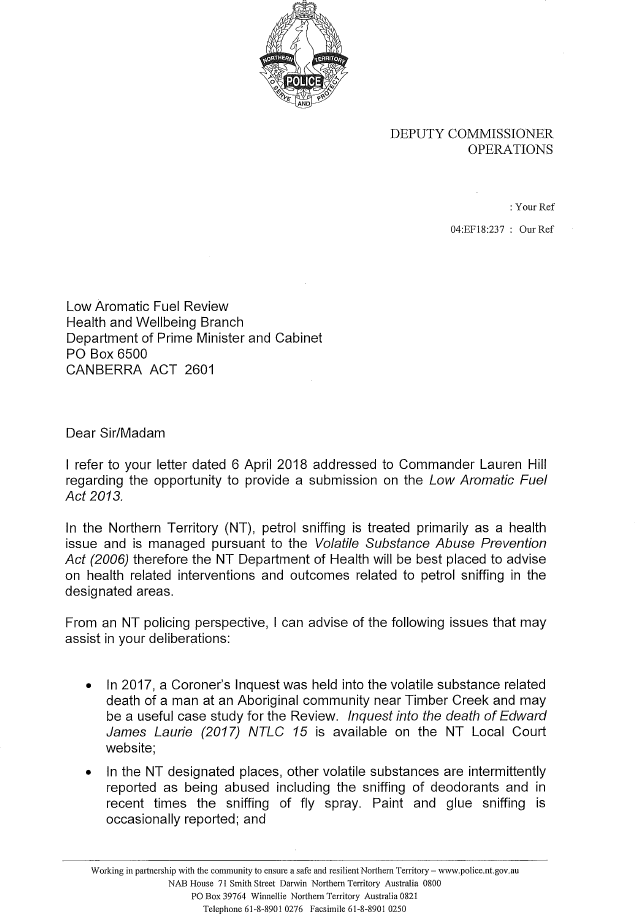 NORTHERN TERRITORY
POLICE
TO SERVE AND PROTECT
DEPUTY COMMISSIONER
OPERATIONS
: Your Ref
04:EF18:237 : Our Ref
Low Aromatic Fuel Review
Health and Wellbeing Branch
Department of Prime Minister and Cabinet
PO Box 6500
CANBERRA ACT 2601
Dear Sir/Madam
I refer to your letter dated 6 April 2018 addressed to Commander Lauren Hill
regarding the opportunity to provide a submission on the Low Aromatic Fuel
Act 2013.
In the Northern Territory (NT), petrol sniffing is treated primarily as a health
issue and is managed pursuant to the Volatile Substance Abuse Prevention
Act (2006) therefore the NT Department of Health will be best placed to advise
on health related interventions and outcomes related to petrol sniffing in the
designated areas.
From an NT policing perspective, I can advise of the following issues that may
assist in your deliberations:
• In 2017, a Coroner's Inquest was held into the volatile substance related
death of a man at an Aboriginal community near Timber Creek and may
be a useful case study for the Review. Inquest into the death of Edward
James Laurie (2017) NTLC 15 is available on the NT Local Court
website;
• In the NT designated places, other volatile substances are intermittently
reported as being abused including the sniffing of deodorants and in
recent times the sniffing of fly spray. Paint and glue sniffing is
occasionally reported; and
Working in partnership with the community to ensure a safe and resilient Northern Territory – www.police.nt.gov.au
NAB House 71 Smith Street Darwin Northern Territory Australia 0800
PO Box 39764 Winnellie Northern Territory Australia 0821
Telephone 61-8-8901 0276 Facsimile 61-8-8901 0250